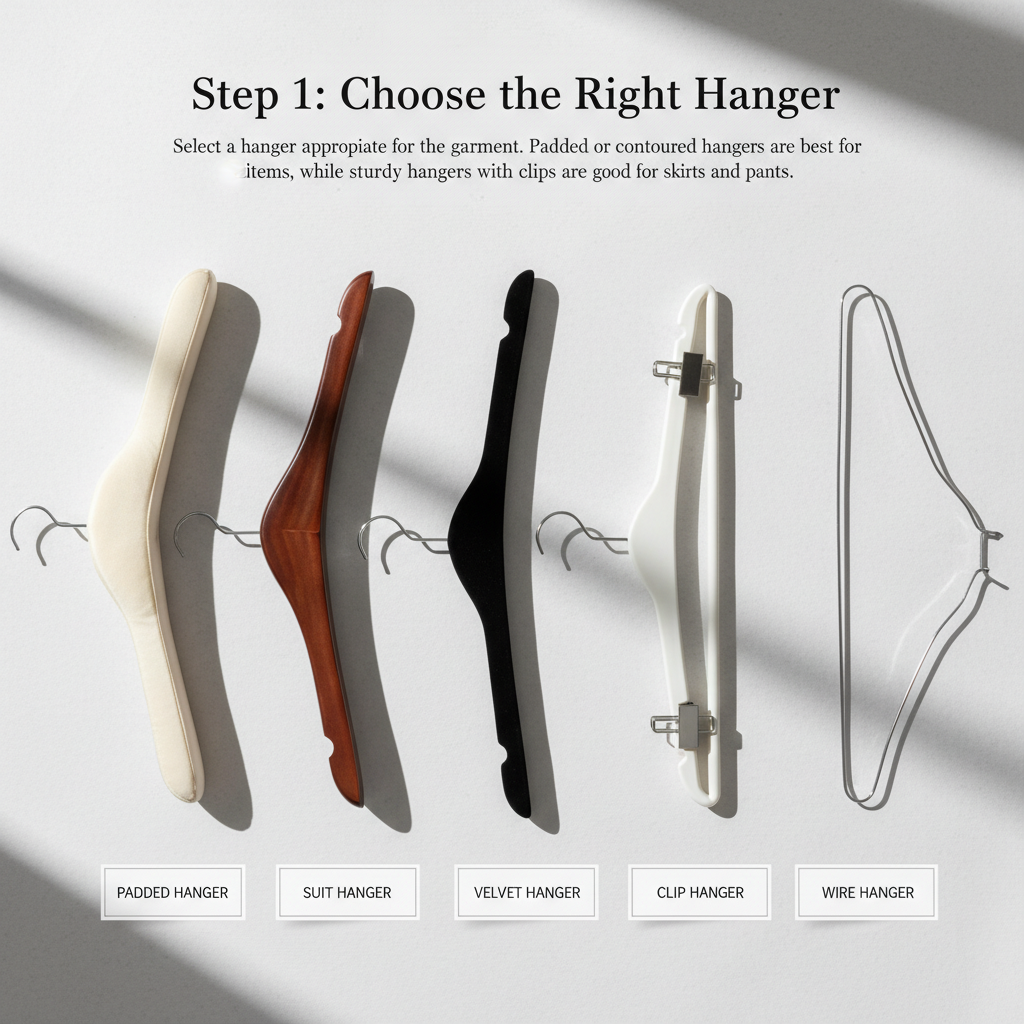 Step 1: Choose the Right Hanger
Select a hanger appropiate for the garment. Padded or contoured hangers are best for
items, while sturdy hangers with clips are good for skirts and pants.
PADDED HANGER
SUIT HANGER
VELVET HANGER
CLIP HANGER
WIRE HANGER